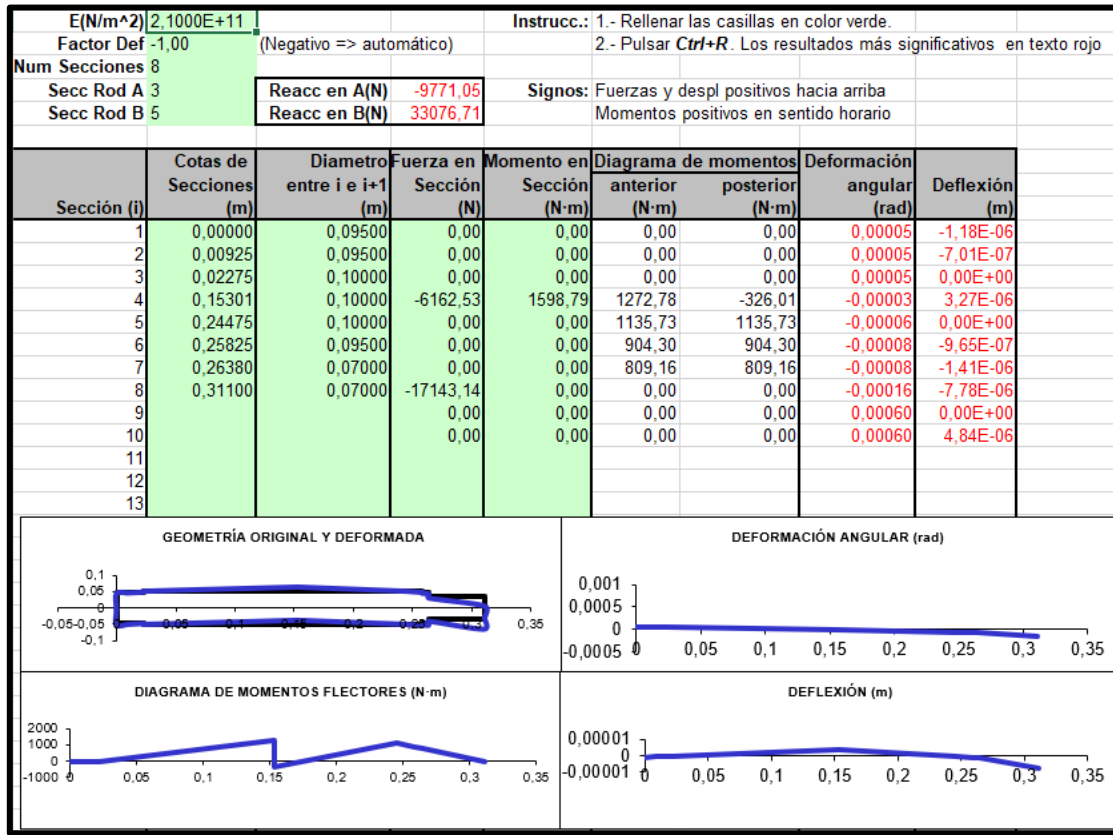 E(N/m^2) 2,1000E+11 Instrucc.: 1.- Rellenar las casillas en color verde.
Factor Def -1,00 (Negativo => automático) 2.- Pulsar Ctrl+R. Los resultados más significativos en texto rojo
Num Secciones 8
Secc Rod A 3 Reacc en A(N) -9771,05 Signos: Fuerzas y despl positivos hacia arriba
Secc Rod B 5 Reacc en B(N) 33076,71 Momentos positivos en sentido horario
Cotas de Diametro Fuerza en Momento en Diagrama de momentos Deformación
Secciones entre i e i+1 Sección Sección anterior posterior angular Deflexión
Sección (i) (m) (m) (N) (N·m) (N·m) (N·m) (rad) (m)
1 0,00000 0,09500 0,00 0,00 0,00 0,00 0,00005 -1,18E-06
2 0,00925 0,09500 0,00 0,00 0,00 0,00 0,00005 -7,01E-07
3 0,02275 0,10000 0,00 0,00 0,00 0,00 0,00005 0,00E+00
4 0,15301 0,10000 -6162,53 1598,79 1272,78 -326,01 -0,00003 3,27E-06
5 0,24475 0,10000 0,00 0,00 1135,73 1135,73 -0,00006 0,00E+00
6 0,25825 0,09500 0,00 0,00 904,30 904,30 -0,00008 -9,65E-07
7 0,26380 0,07000 0,00 0,00 809,16 809,16 -0,00008 -1,41E-06
8 0,31100 0,07000 -17143,14 0,00 0,00 0,00 -0,00016 -7,78E-06
9 0,00 0,00 0,00 0,00 0,00060 0,00E+00
10 0,00 0,00 0,00 0,00 0,00060 4,84E-06
11
12
13
GEOMETRÍA ORIGINAL Y DEFORMADA
0,1
0,05
0
-0,05 -0,05 0 0,05 0,1 0,15 0,2 0,25 0,3 0,35
-0,1
DEFORMACIÓN ANGULAR (rad)
0,001
0,0005
0
-0,0005 0 0,05 0,1 0,15 0,2 0,25 0,3 0,35
DIAGRAMA DE MOMENTOS FLECTORES (N·m)
2000
1000
0
-1000 0 0,05 0,1 0,15 0,2 0,25 0,3 0,35
DEFLEXIÓN (m)
0,00001
0
-0,00001 0 0,05 0,1 0,15 0,2 0,25 0,3 0,35